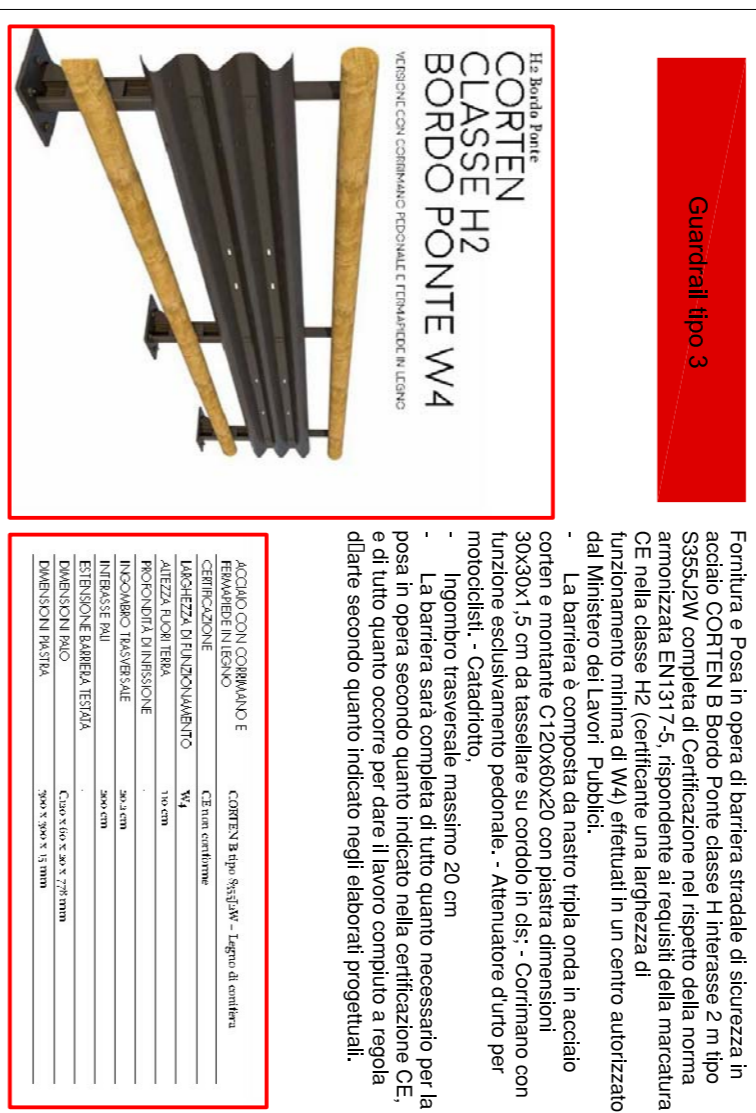 Guardrail tipo 3
H2 Bordo Ponte
CORTEN
CLASSE H2
BORDO PONTE W4
VERSIONE CON CORRIMANO PEDONALE E FERMAPIEDE IN LEGNO
Fornitura e Posa in opera di barriera stradale di sicurezza in
acciaio CORTEN B Bordo Ponte classe H interasse 2 m tipo
S355J2W completa di Certificazione nel rispetto della norma
armonizzata EN1317-5, rispondente ai requisiti della marcatura
CE nella classe H2 (certificante una larghezza di
funzionamento minima di W4) effettuati in un centro autorizzato
dal Ministero dei Lavori Pubblici.
- La barriera è composta da nastro tripla onda in acciaio
corten e montante C120x60x20 con piastra dimensioni
30x30x1,5 cm da tassellare su cordolo in cls; - Corrimano con
funzione esclusivamento pedonale. - Attenuatore d'urto per
motociclisti. - Catadriotto,
- Ingombro trasversale massimo 20 cm
- La barriera sarà completa di tutto quanto necessario per la
posa in opera secondo quanto indicato nella certificazione CE,
e di tutto quanto occorre per dare il lavoro compiuto a regola
d▯arte secondo quanto indicato negli elaborati progettuali.
ACCIAIO CON CORRIMANO E
FERMAPIEDE IN LEGNO CORTEN B tipo S355J2W – Legno di conifera
CERTIFICAZIONE CE non conforme
LARGHEZZA DI FUNZIONAMENTO W4
ALTEZZA FUORI TERRA 110 cm
PROFONDITÀ DI INFISSIONE .
INGOMBRO TRASVERSALE 20.2 cm
INTERASSE PALI 200 cm
ESTENSIONE BARRIERA TESTATA .
DIMENSIONI PALO C120 x 60 x 20 x 778 mm
DIMENSIONI PIASTRA 300 x 300 x 15 mm